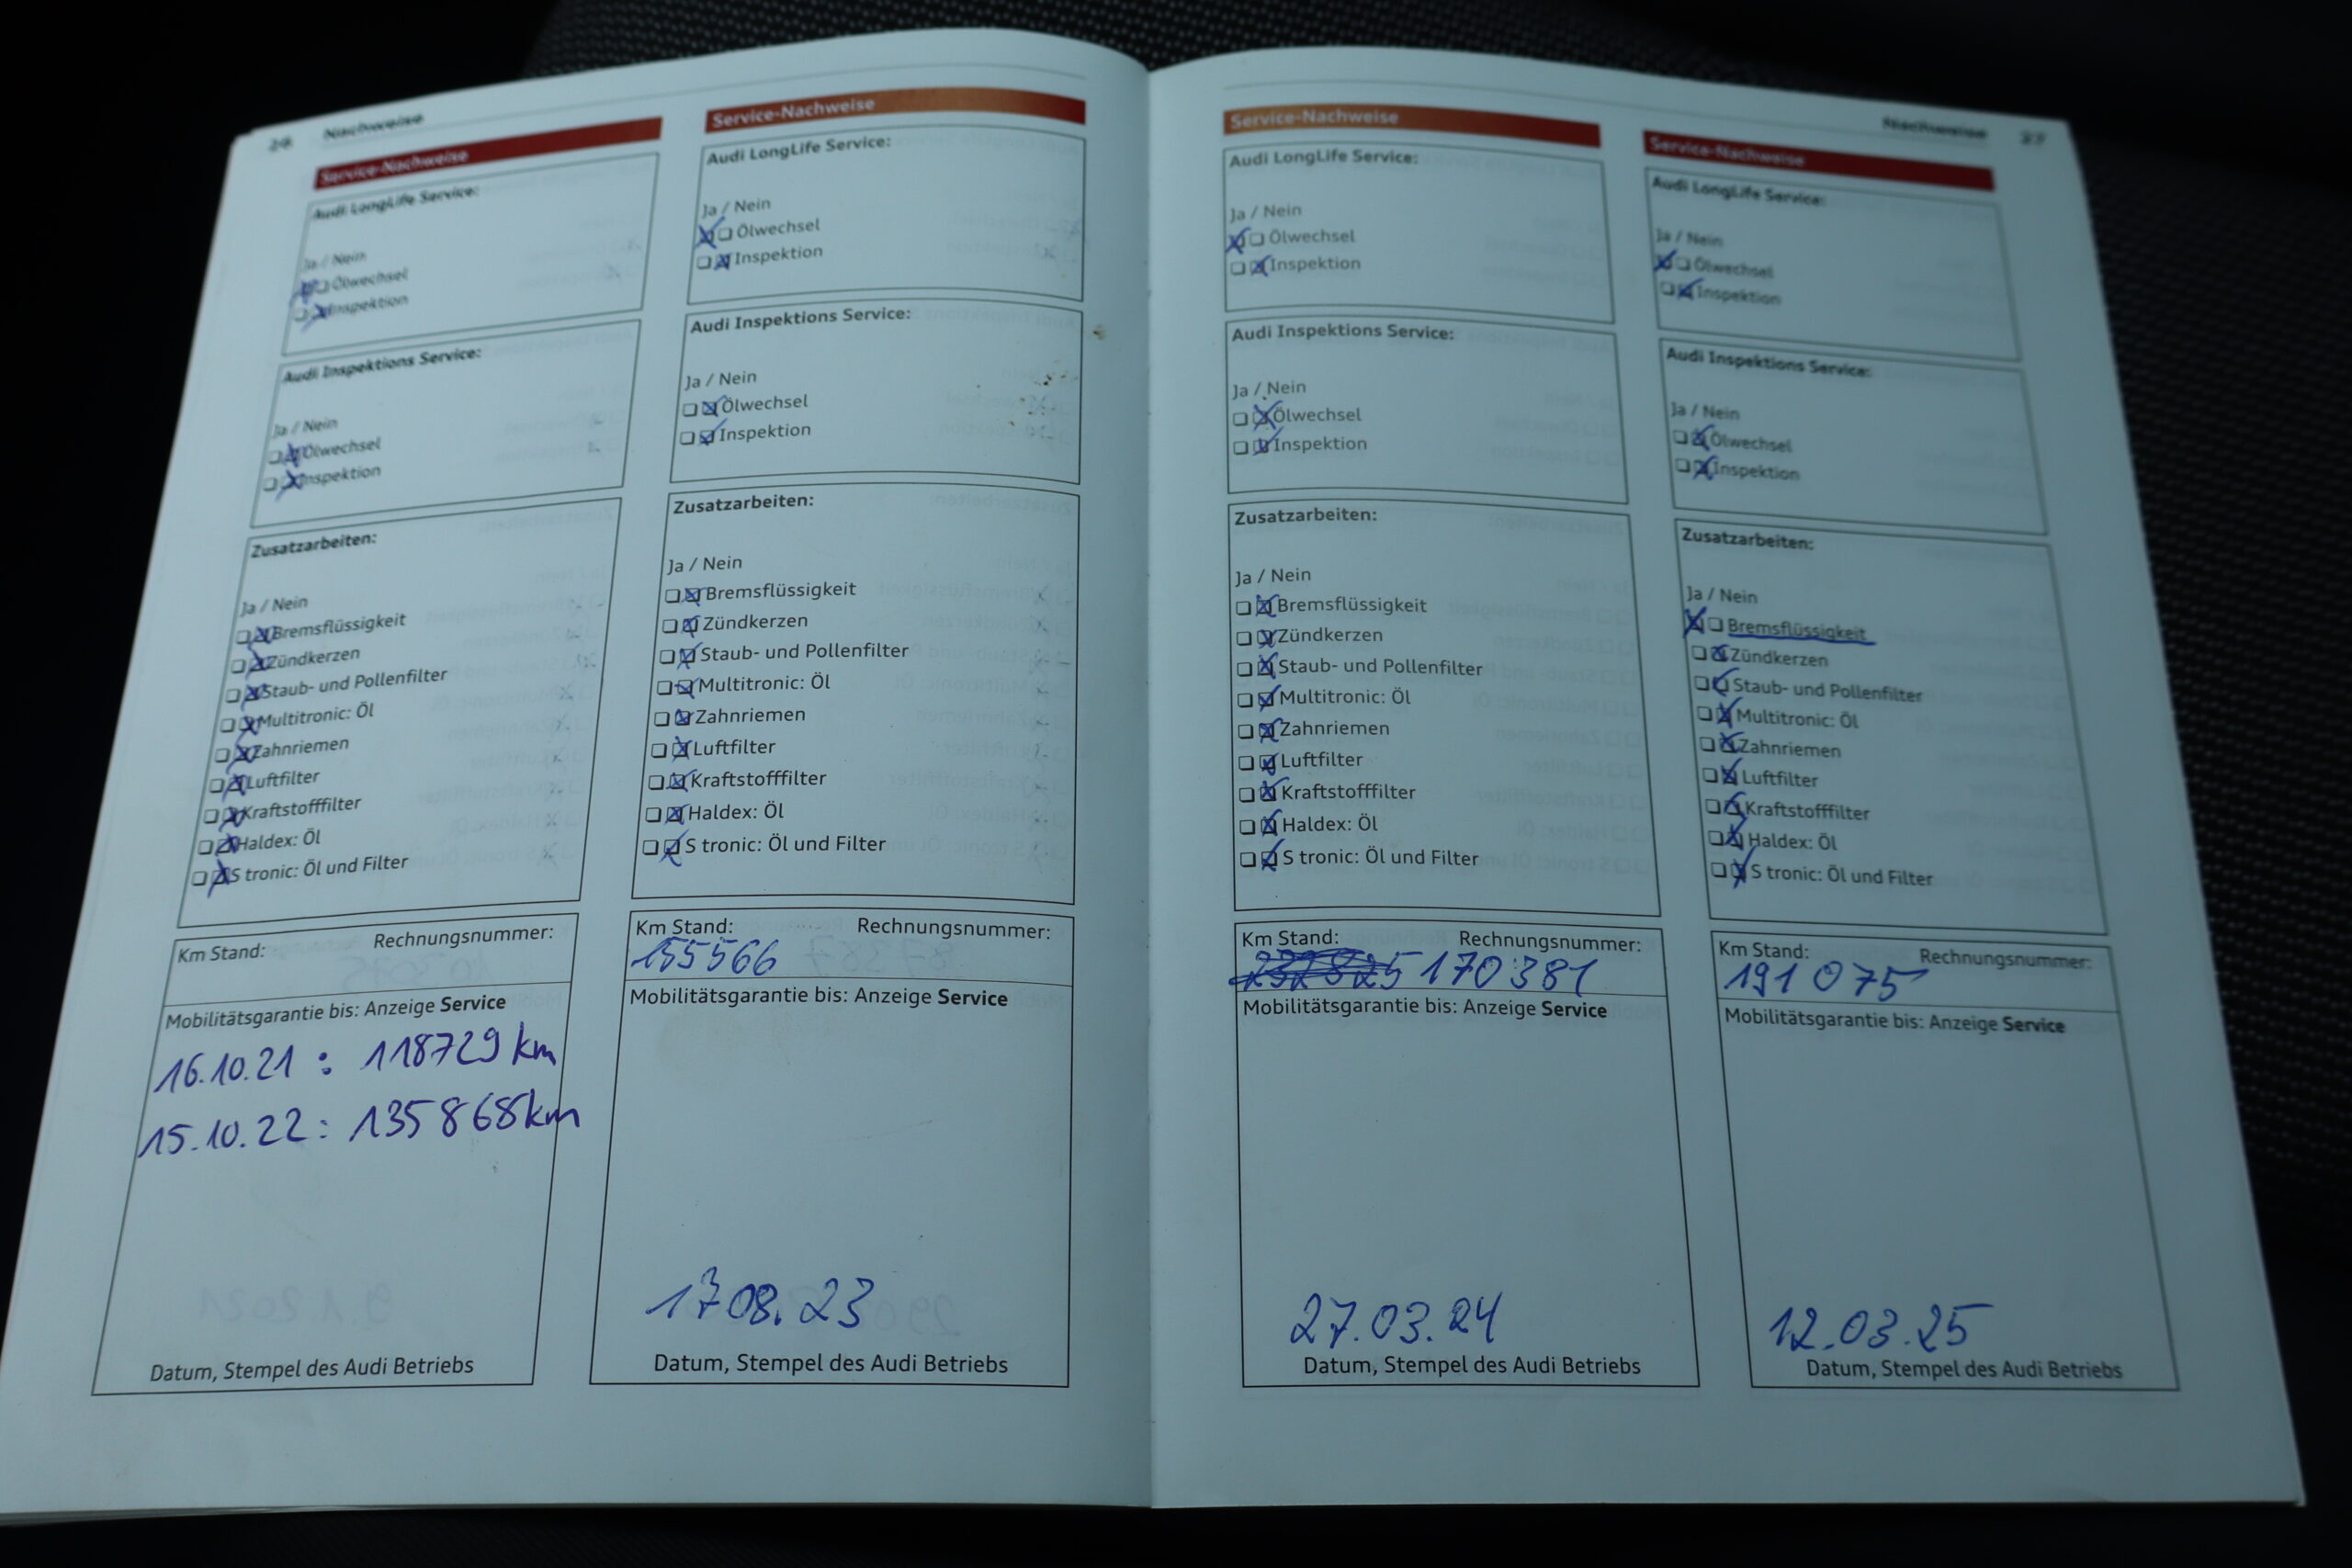 Nachweise
Service-Nachweise
Audi LongLife Service:
Ja / Nein
Ölwechsel
Inspektion
Audi Inspektions Service:
Ja / Nein
Ölwechsel
Inspektion
Zusatzarbeiten:
Ja / Nein
Bremsflüssigkeit
Zündkerzen
Staub- und Pollenfilter
Multitronic: Öl
Zahnriemen
Luftfilter
Kraftstofffilter
Haldex: Öl
S tronic: Öl und Filter
Km Stand: Rechnungsnummer:
Mobilitätsgarantie bis: Anzeige Service
16.10.21 : 118729 km
15.10.22 : 135868 km
Datum, Stempel des Audi Betriebs
Service-Nachweise
Audi LongLife Service:
Ja / Nein
Ölwechsel
Inspektion
Audi Inspektions Service:
Ja / Nein
Ölwechsel
Inspektion
Zusatzarbeiten:
Ja / Nein
Bremsflüssigkeit
Zündkerzen
Staub- und Pollenfilter
Multitronic: Öl
Zahnriemen
Luftfilter
Kraftstofffilter
Haldex: Öl
S tronic: Öl und Filter
Km Stand: Rechnungsnummer:
155566
Mobilitätsgarantie bis: Anzeige Service
17 08. 23
Datum, Stempel des Audi Betriebs
Service-Nachweise
Audi LongLife Service:
Ja / Nein
Ölwechsel
Inspektion
Audi Inspektions Service:
Ja / Nein
Ölwechsel
Inspektion
Zusatzarbeiten:
Ja / Nein
Bremsflüssigkeit
Zündkerzen
Staub- und Pollenfilter
Multitronic: Öl
Zahnriemen
Luftfilter
Kraftstofffilter
Haldex: Öl
S tronic: Öl und Filter
Km Stand: Rechnungsnummer:
170381
Mobilitätsgarantie bis: Anzeige Service
27.03.24
Datum, Stempel des Audi Betriebs
Nachweise 27
Service-Nachweise
Audi LongLife Service:
Ja / Nein
Ölwechsel
Inspektion
Audi Inspektions Service:
Ja / Nein
Ölwechsel
Inspektion
Zusatzarbeiten:
Ja / Nein
Bremsflüssigkeit
Zündkerzen
Staub- und Pollenfilter
Multitronic: Öl
Zahnriemen
Luftfilter
Kraftstofffilter
Haldex: Öl
S tronic: Öl und Filter
Km Stand: Rechnungsnummer:
191 075
Mobilitätsgarantie bis: Anzeige Service
12.03.25
Datum, Stempel des Audi Betriebs